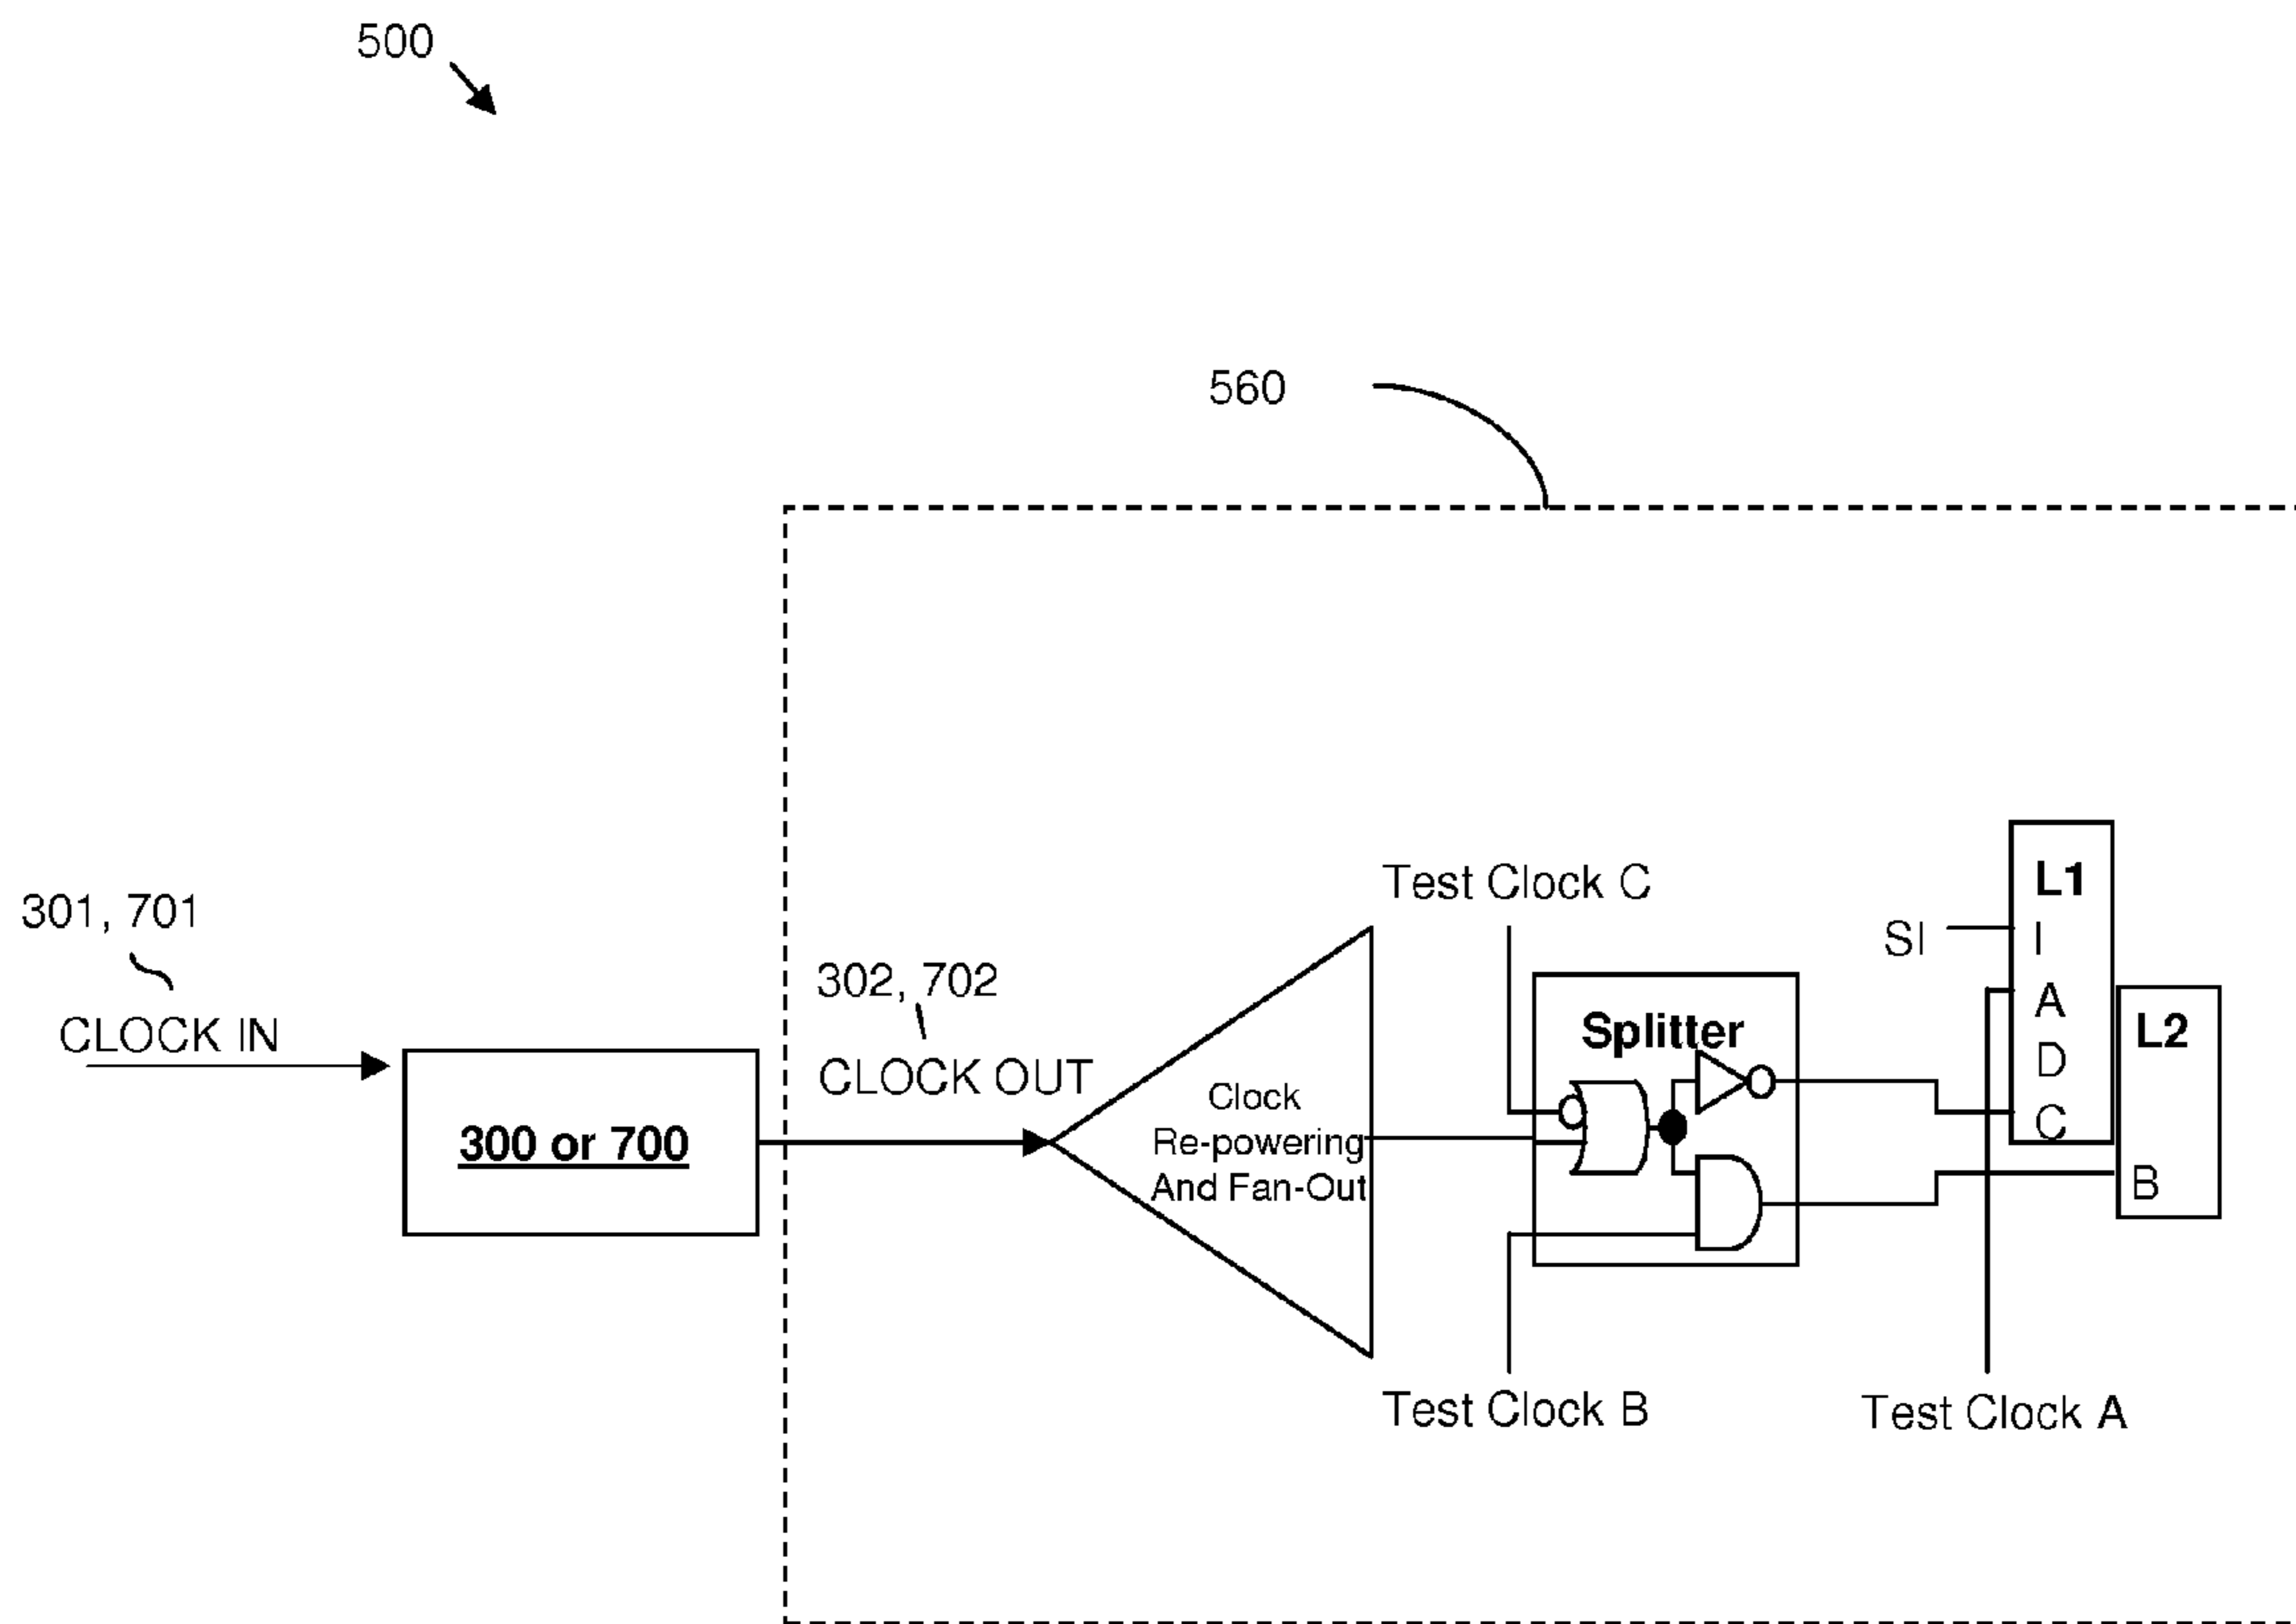 500
560
301, 701
CLOCK IN
300 or 700
302, 702
CLOCK OUT
Clock
Re-powering
And Fan-Out
Test Clock C
Splitter
Test Clock B
SI
L1
I
A
D
C
L2
B
Test Clock A